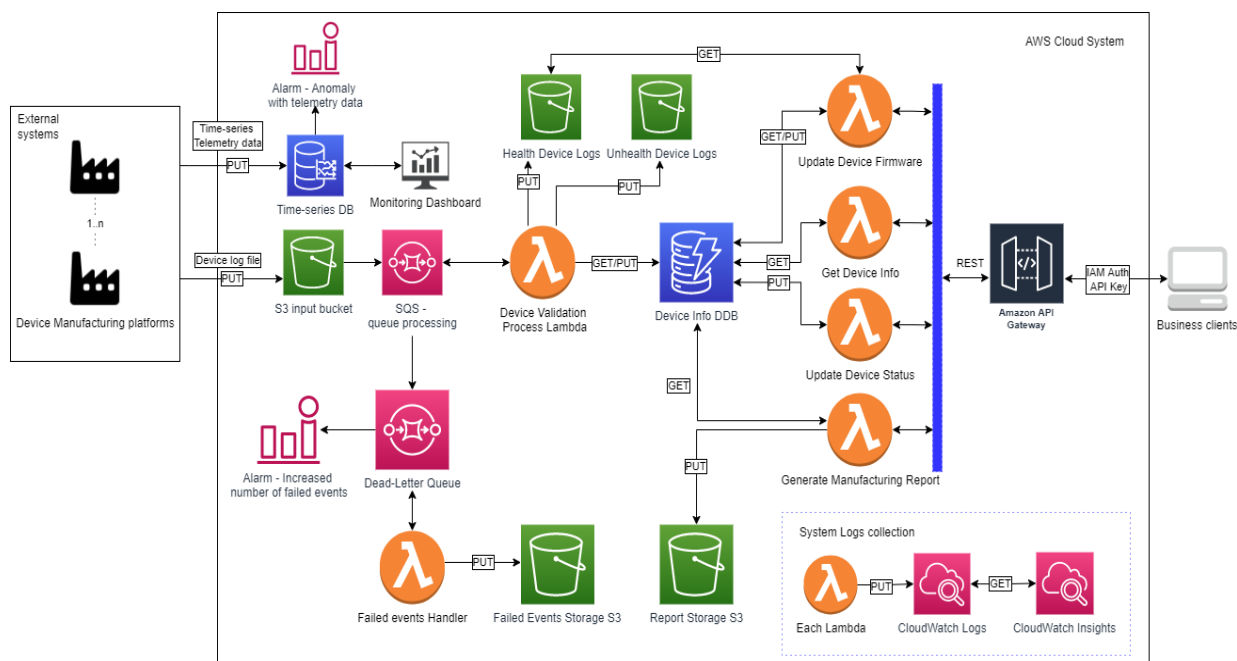 AWS Cloud System
External
systems
1..n
Device Manufacturing platforms
Time-series
Telemetry data
PUT
Device log file
PUT
Alarm - Anomaly
with telemetry data
Time-series DB
Monitoring Dashboard
S3 input bucket
SQS -
queue processing
GET
Health Device Logs
Unhealth Device Logs
PUT
PUT
Device Validation
Process Lambda
GET/PUT
Device Info DDB
GET/PUT
GET
PUT
GET
PUT
Update Device Firmware
Get Device Info
Update Device Status
Generate Manufacturing Report
REST
Amazon API
Gateway
IAM Auth
API Key
Business clients
Alarm - Increased
number of failed events
Dead-Letter Queue
Failed events Handler
PUT
Failed Events Storage S3
Report Storage S3
System Logs collection
Each Lambda
PUT
CloudWatch Logs
GET
CloudWatch Insights